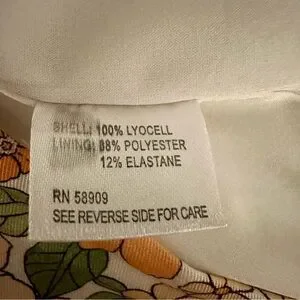 SHELL: 100% LYOCELL
LINING: 88% POLYESTER
12% ELASTANE
RN 58909
SEE REVERSE SIDE FOR CARE